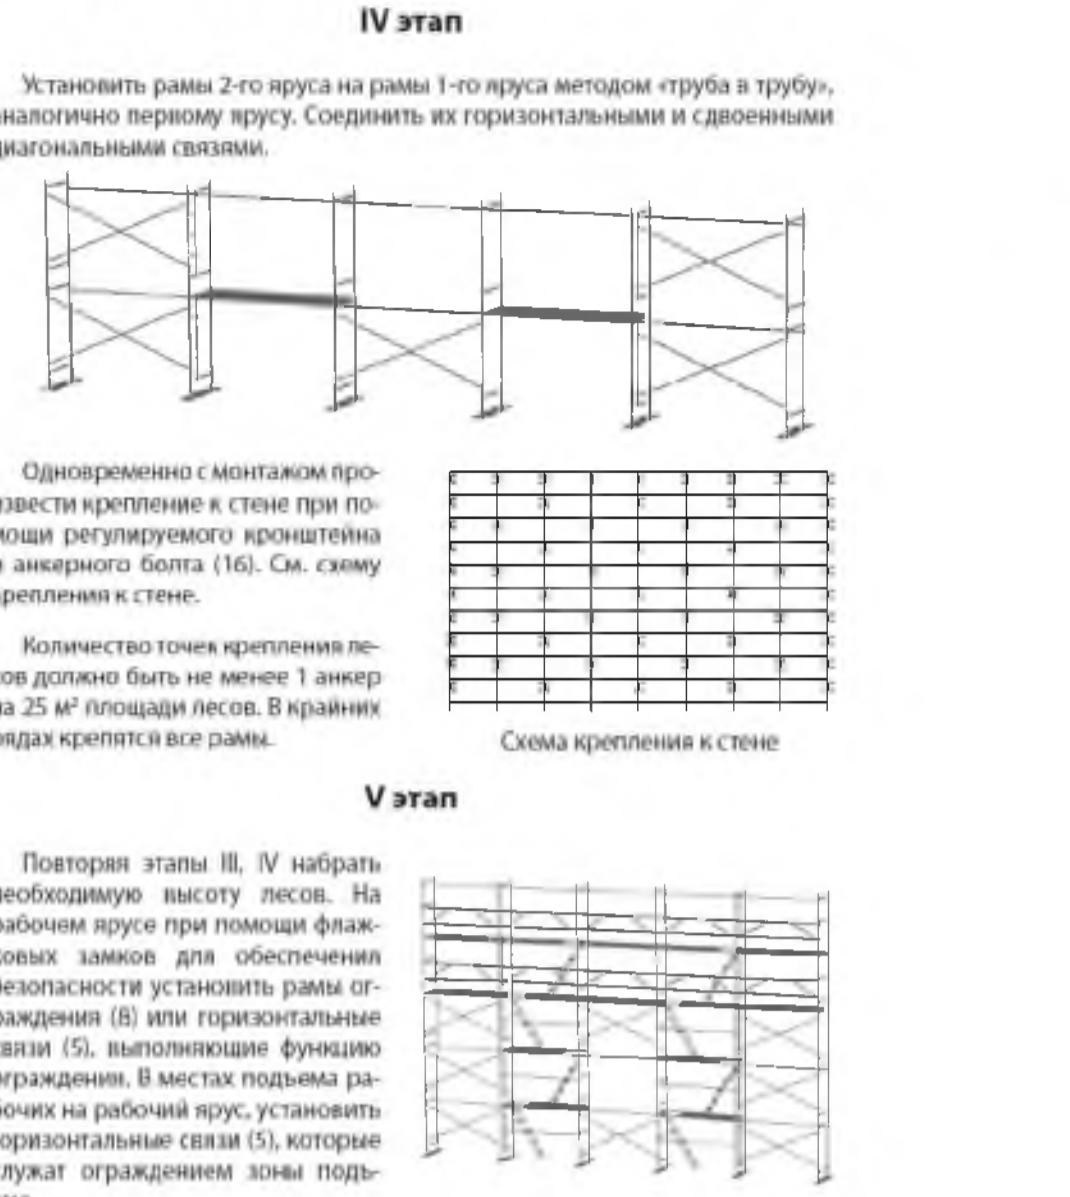 IV этап
Установить рамы 2-го яруса на рамы 1-го яруса методом «труба в трубу»,
аналогично первому ярусу. Соединить их горизонтальными и сдвоенными
диагональными связями.
Одновременно с монтажом про-
извести крепление к стене при по-
мощи регулируемого кронштейна
и анкерного болта (16). См. схему
крепления к стене.
Количество точек крепления ле-
сов должно быть не менее 1 анкер
на 25 м² площади лесов. В крайних
рядах крепятся все рамы.
Схема крепления к стене
V этап
Повторяя этапы III, IV набрать
необходимую высоту лесов. На
рабочем ярусе при помощи флаж-
ковых замков для обеспечения
безопасности установить рамы ог-
раждения (8) или горизонтальные
связи (5), выполняющие функцию
ограждения. В местах подъема ра-
бочих на рабочий ярус, установить
горизонтальные связи (5), которые
служат ограждением зоны подъ-